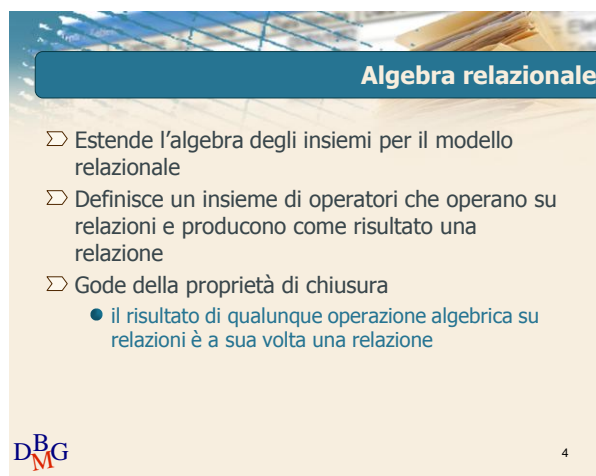 Algebra relazionale
Estende l'algebra degli insiemi per il modello
relazionale
Definisce un insieme di operatori che operano su
relazioni e producono come risultato una
relazione
Gode della proprietà di chiusura
il risultato di qualunque operazione algebrica su
relazioni è a sua volta una relazione
DBMG
4